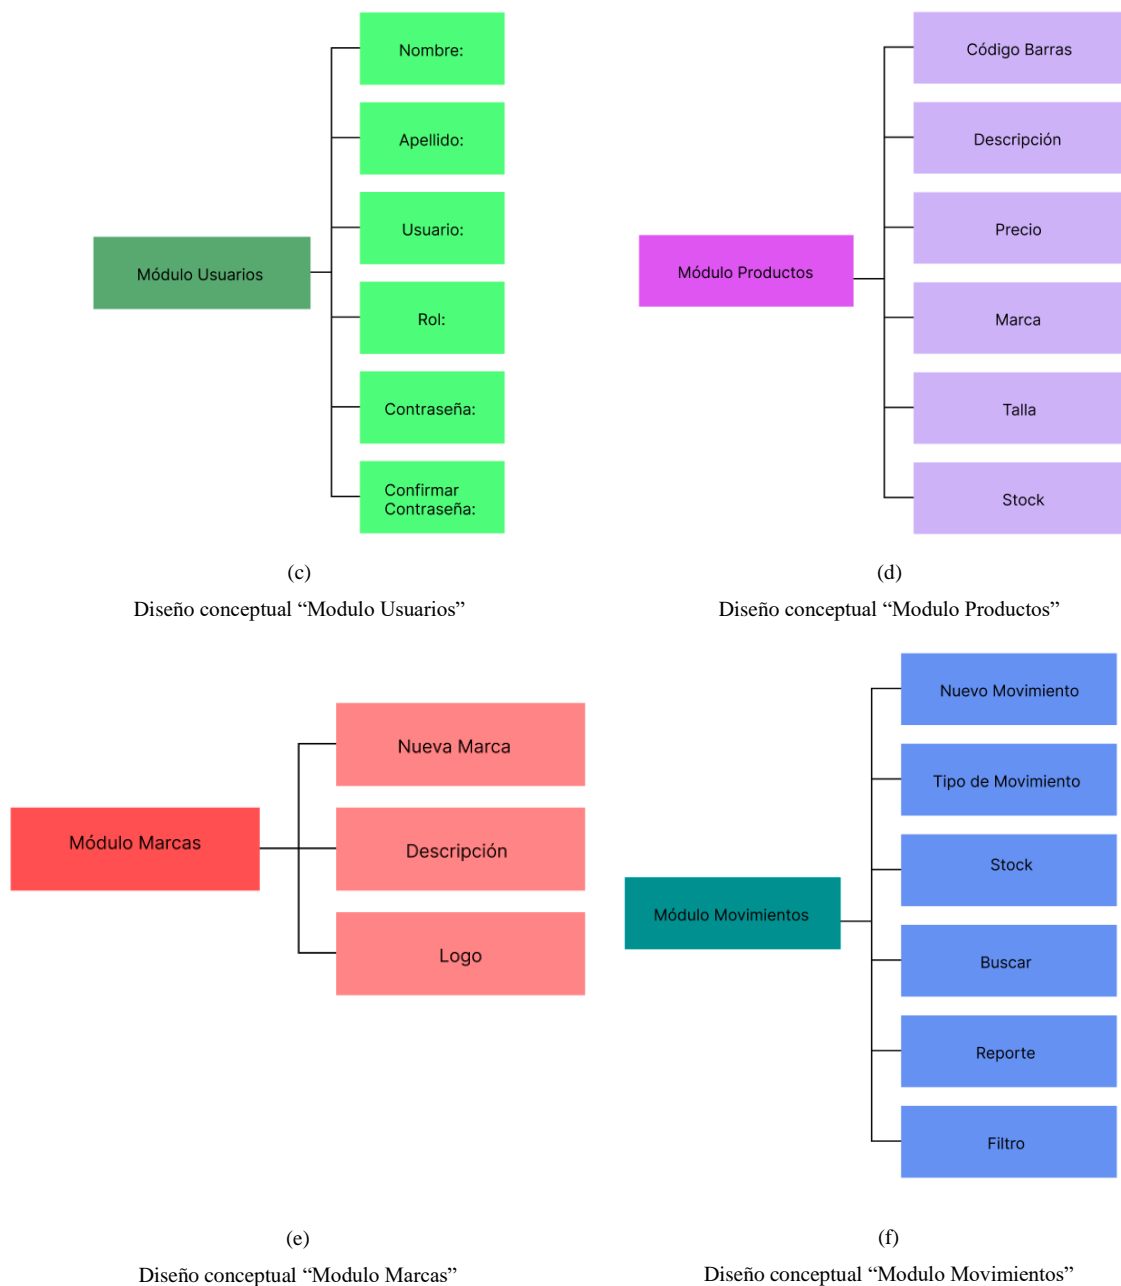 Módulo Usuarios
Nombre:
Apellido:
Usuario:
Rol:
Contraseña:
Confirmar
Contraseña:
(c)
Diseño conceptual “Modulo Usuarios”
Módulo Productos
Código Barras
Descripción
Precio
Marca
Talla
Stock
(d)
Diseño conceptual “Modulo Productos”
Módulo Marcas
Nueva Marca
Descripción
Logo
(e)
Diseño conceptual “Modulo Marcas”
Módulo Movimientos
Nuevo Movimiento
Tipo de Movimiento
Stock
Buscar
Reporte
Filtro
(f)
Diseño conceptual “Modulo Movimientos”